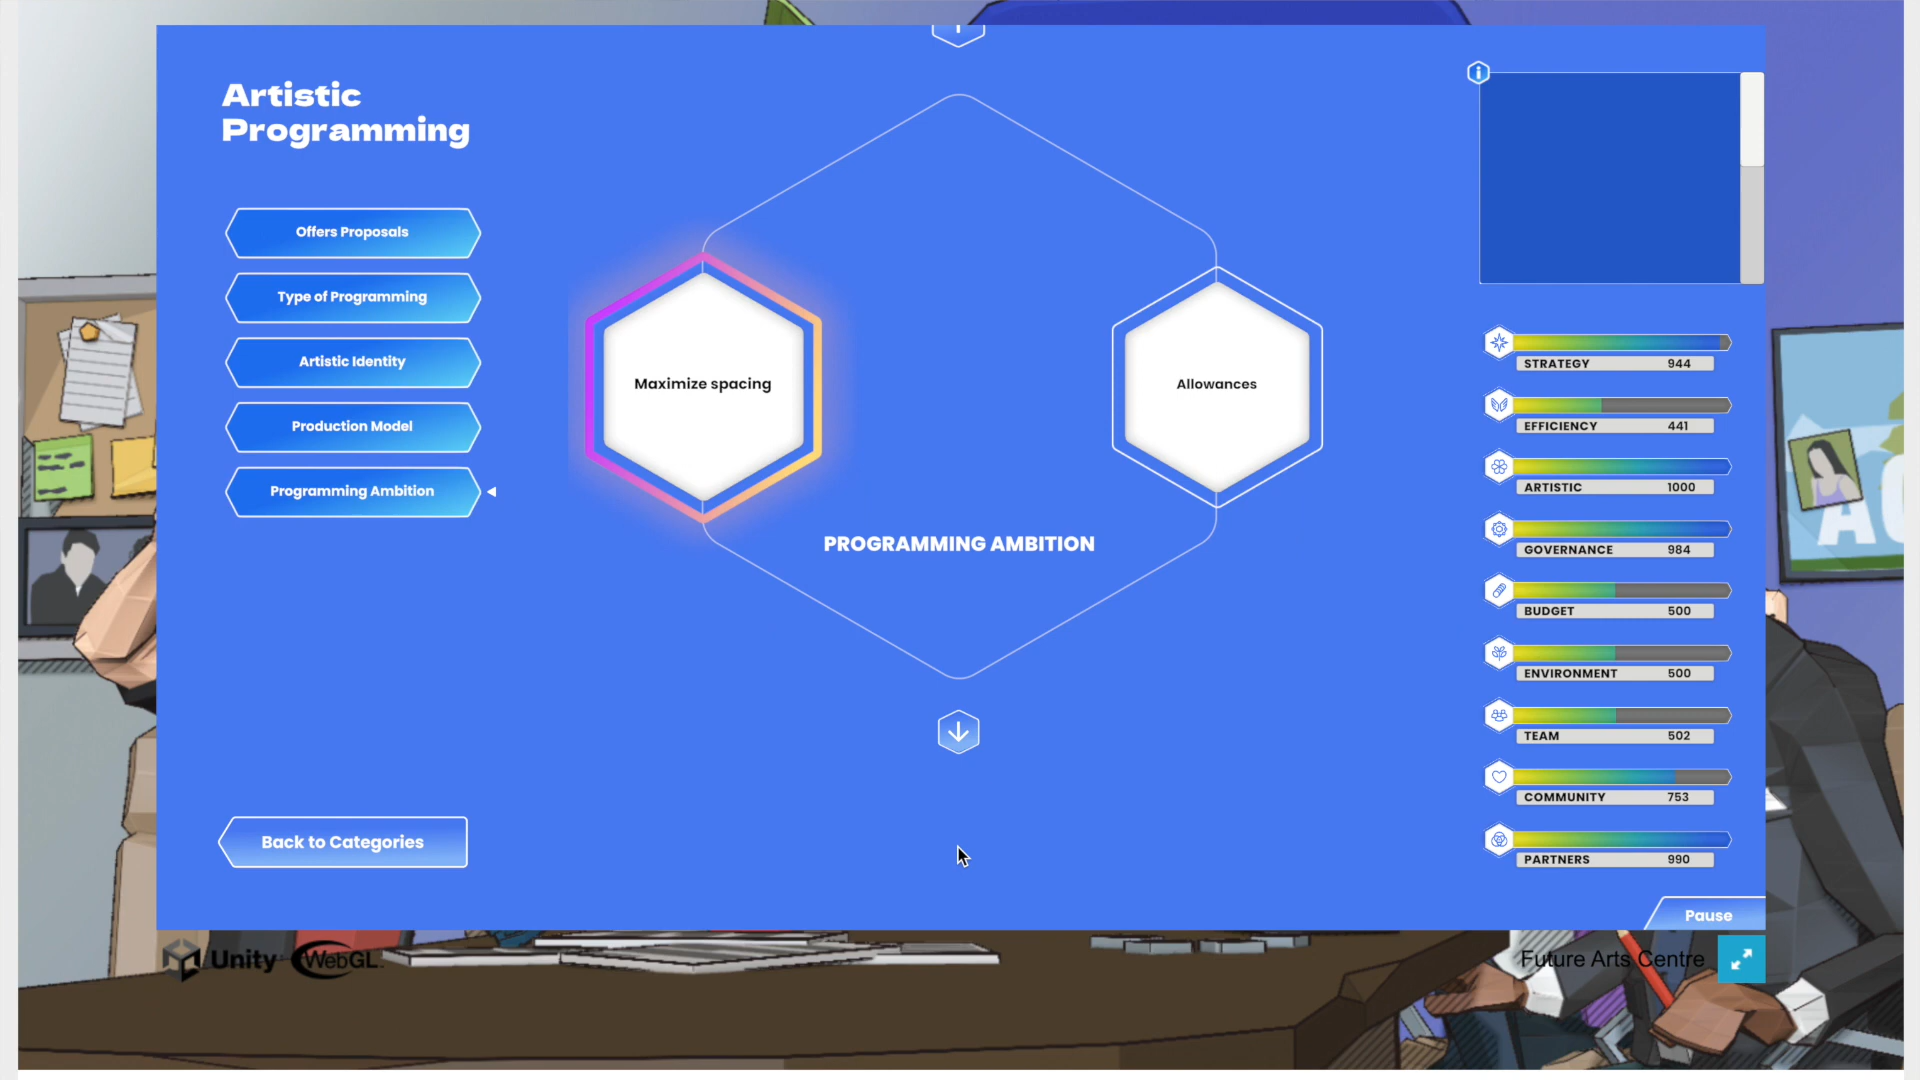 Artistic
Programming
Offers Proposals
Type of Programming
Artistic Identity
Production Model
Programming Ambition
Back to Categories
Maximize spacing
Allowances
PROGRAMMING AMBITION
STRATEGY 944
EFFICIENCY 441
ARTISTIC 1000
GOVERNANCE 984
BUDGET 500
ENVIRONMENT 500
TEAM 502
COMMUNITY 753
PARTNERS 990
Pause
Unity WebGL
Future Arts Centre